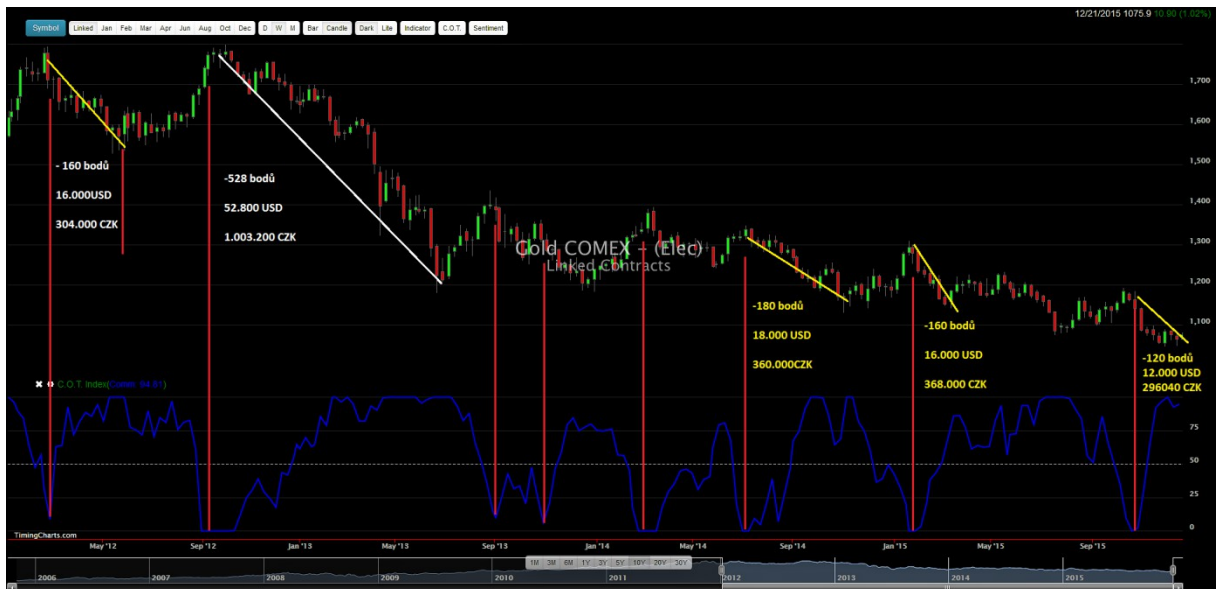 12/21/2015 1075.9 10.90 (1.02%)
Symbol Linked Jan Feb Mar Apr Jun Aug Oct Dec D W M Bar Candle Dark Lite Indicator C.O.T. Sentiment
1,700
1,600
1,500
1,400
1,300
1,200
1,100
- 160 bodů
16.000USD
304.000 CZK
-528 bodů
52.800 USD
1.003.200 CZK
Gold COMEX - (Elec)
Linked Contracts
-180 bodů
18.000 USD
360.000CZK
-160 bodů
16.000 USD
368.000 CZK
-120 bodů
12.000 USD
296040 CZK
C.O.T. Index(
75
50
25
0
TimingCharts.com
May '12 Sep '12 Jan '13 May '13 Sep '13 Jan '14 May '14 Sep '14 Jan '15 May '15 Sep '15
1M 3M 6M 1Y 3Y 5Y 10Y 20Y 30Y
2006 2007 2008 2009 2010 2011 2012 2013 2014 2015